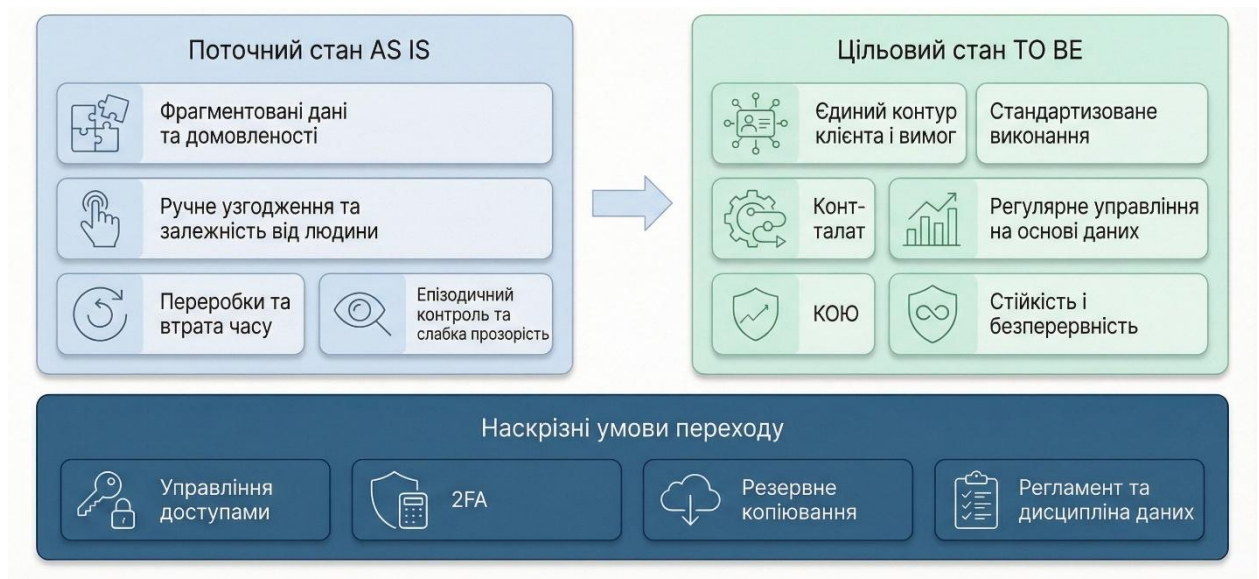 Поточний стан AS IS
Фрагментовані дані
та домовленості
Ручне узгодження та
залежність від людини
Переробки та
втрата часу
Епізодичний
контроль та
слабка прозорість
Цільовий стан TO BE
Єдиний контур
клієнта і вимог
Стандартизоване
виконання
Конт-
талат
Регулярне управління
на основі даних
КОЮ
Стійкість і
безперервність
Наскрізні умови переходу
Управління
доступами
2FA
Резервне
копіювання
Регламент та
дисципліна даних